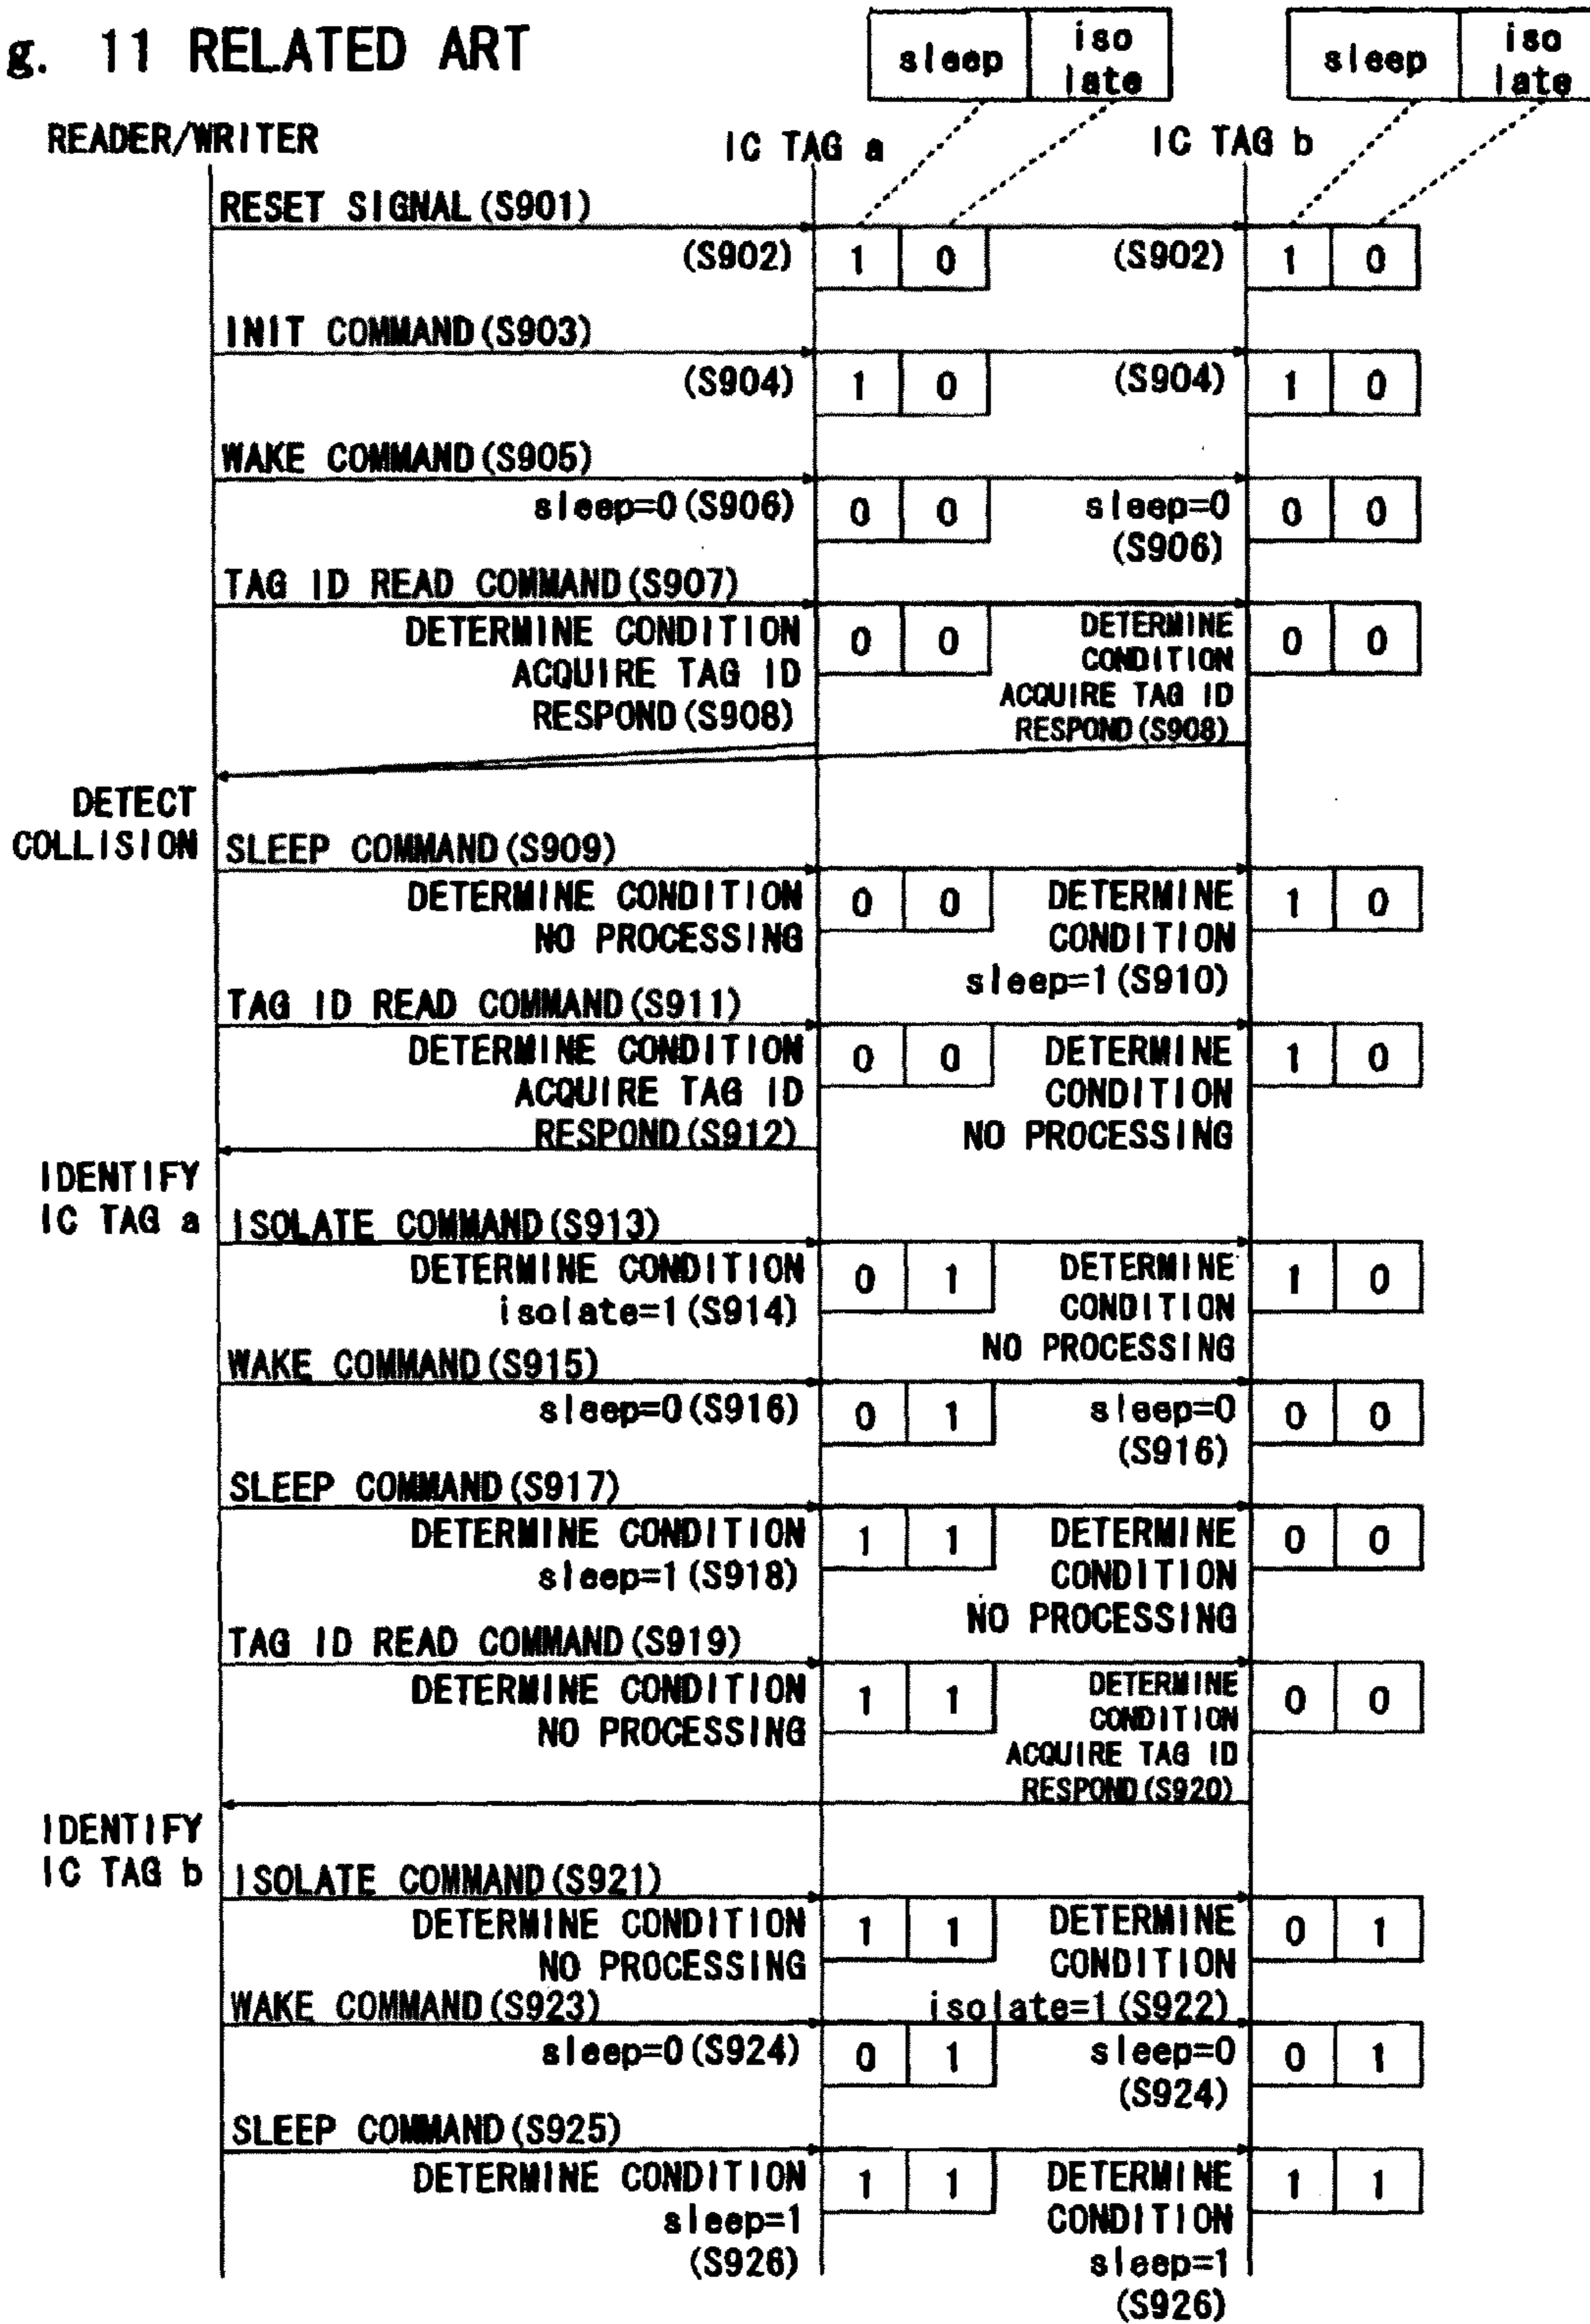 g. 11 RELATED ART
sleep iso late sleep iso late
READER/WRITER IC TAG a IC TAG b
RESET SIGNAL(S901)
(S902) 1 0 (S902) 1 0
INIT COMMAND(S903)
(S904) 1 0 (S904) 1 0
WAKE COMMAND(S905)
sleep=0(S906) 0 0 sleep=0 0 0
(S906)
TAG ID READ COMMAND(S907)
DETERMINE CONDITION 0 0 DETERMINE 0 0
CONDITION
ACQUIRE TAG ID ACQUIRE TAG ID
RESPOND(S908) RESPOND(S908)
DETECT
COLLISION SLEEP COMMAND(S909)
DETERMINE CONDITION 0 0 DETERMINE 1 0
NO PROCESSING CONDITION
sleep=1(S910)
TAG ID READ COMMAND(S911)
DETERMINE CONDITION 0 0 DETERMINE 1 0
ACQUIRE TAG ID CONDITION
RESPOND(S912) NO PROCESSING
IDENTIFY
IC TAG a ISOLATE COMMAND(S913)
DETERMINE CONDITION 0 1 DETERMINE 1 0
isolate=1(S914) CONDITION
NO PROCESSING
WAKE COMMAND(S915)
sleep=0(S916) 0 1 sleep=0 0 0
(S916)
SLEEP COMMAND(S917)
DETERMINE CONDITION 1 1 DETERMINE 0 0
sleep=1(S918) CONDITION
NO PROCESSING
TAG ID READ COMMAND(S919)
DETERMINE CONDITION 1 1 DETERMINE 0 0
NO PROCESSING CONDITION
ACQUIRE TAG ID
RESPOND(S920)
IDENTIFY
IC TAG b ISOLATE COMMAND(S921)
DETERMINE CONDITION 1 1 DETERMINE 0 1
NO PROCESSING CONDITION
WAKE COMMAND(S923) isolate=1(S922)
sleep=0(S924) 0 1 sleep=0 0 1
(S924)
SLEEP COMMAND(S925)
DETERMINE CONDITION 1 1 DETERMINE 1 1
sleep=1 CONDITION
(S926) sleep=1
(S926)